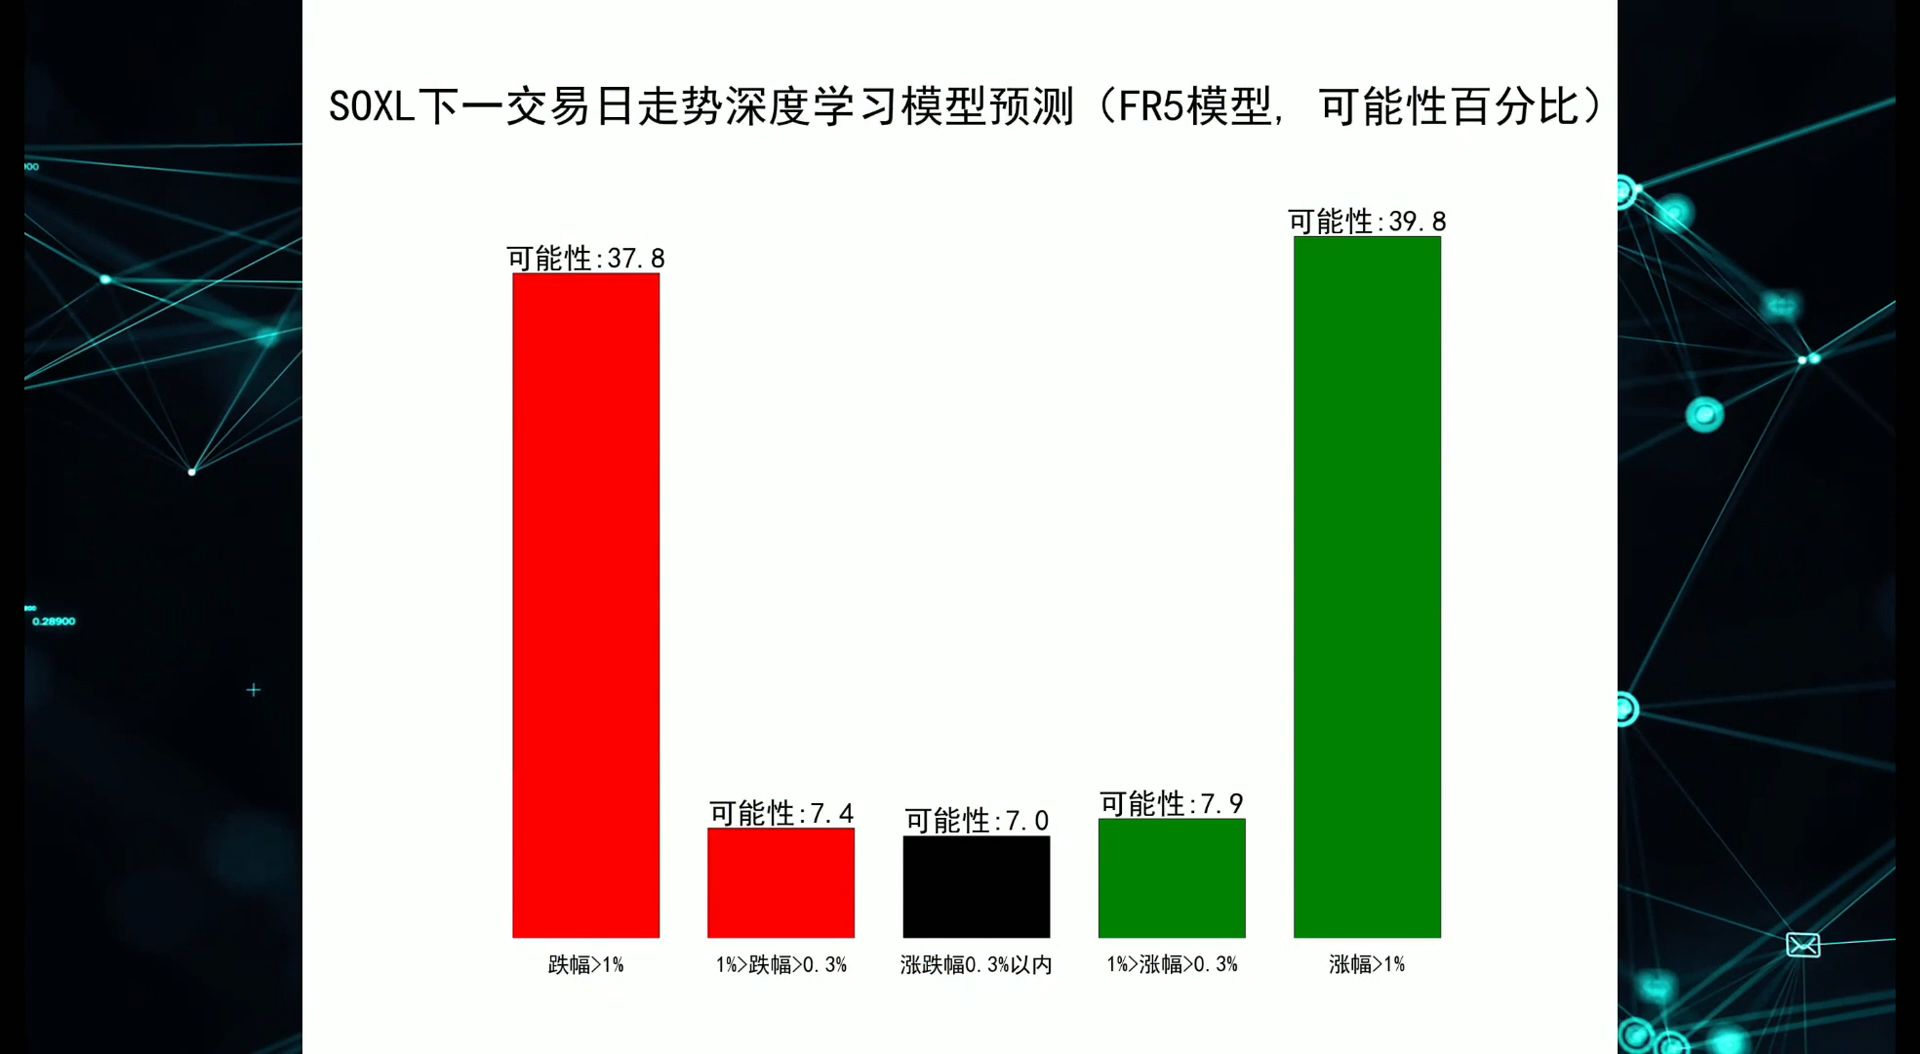 SOXL下一交易日走势深度学习模型预测（FR5模型, 可能性百分比）
可能性:37.8
可能性:7.4
可能性:7.0
可能性:7.9
可能性:39.8
跌幅>1%
1%>跌幅>0.3%
涨跌幅0.3%以内
1%>涨幅>0.3%
涨幅>1%
0.28900